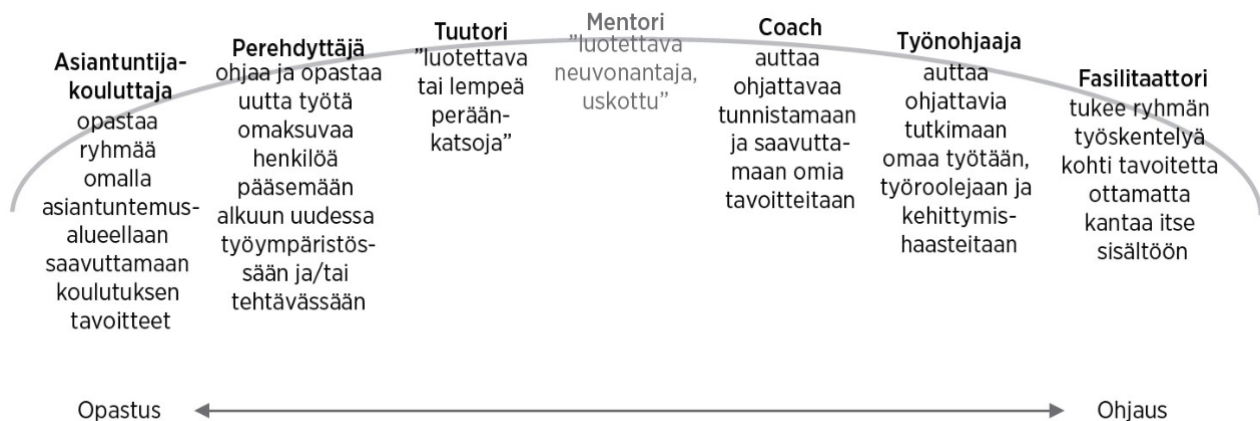 Asiantuntija-
kouluttaja
opastaa
ryhmää
omalla
asiantuntemus-
alueellaan
saavuttamaan
koulutuksen
tavoitteet
Perehdyttäjä
ohjaa ja opastaa
uutta työtä
omaksuvaa
henkilöä
pääsemään
alkuun uudessa
työympäristös-
sään ja/tai
tehtävässään
Tuutori
”luotettava
tai lempeä
perään-
katsoja”
Mentori
”luotettava
neuvonantaja,
uskottu”
Coach
auttaa
ohjattavaa
tunnistamaan
ja saavutta-
maan omia
tavoitteitaan
Työnohjaaja
auttaa
ohjattavia
tutkimaan
omaa työtään,
työroolejaan ja
kehittymis-
haasteitaan
Fasilitaattori
tukee ryhmän
työskentelyä
kohti tavoitetta
ottamatta
kantaa itse
sisältöön
Opastus
Ohjaus